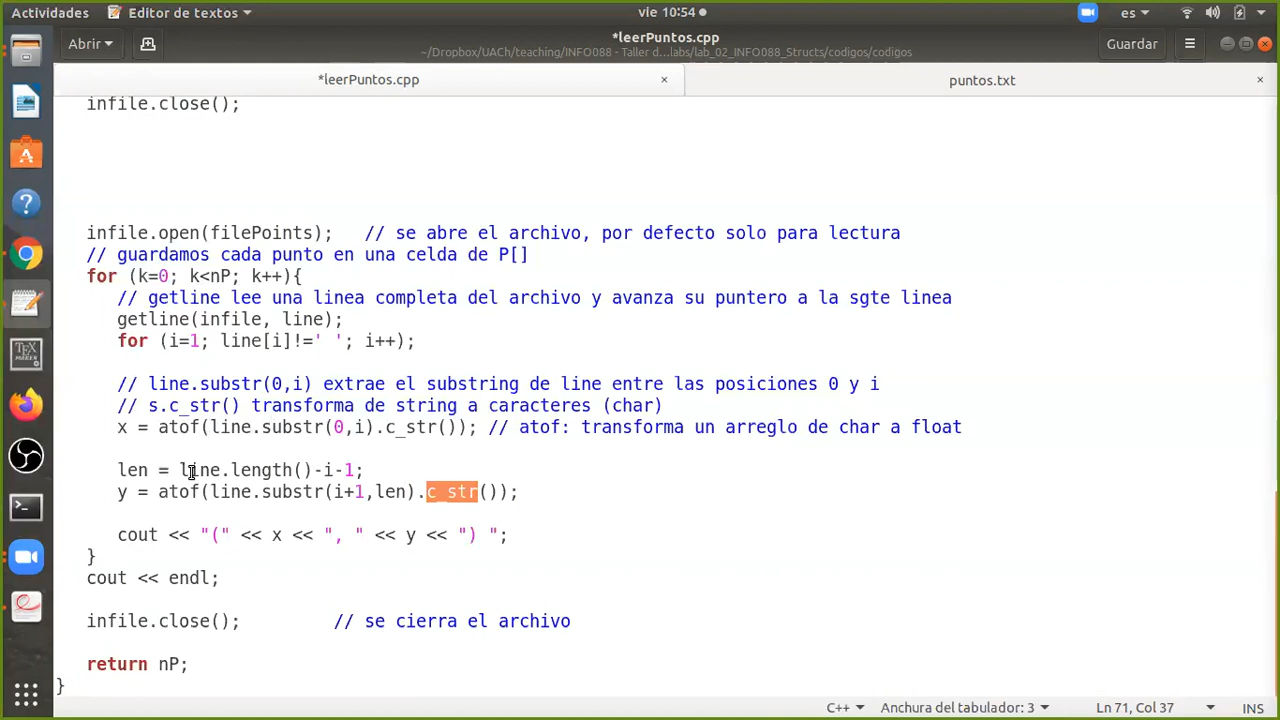 Actividades Editor de textos vie 10:54 es
Abrir *leerPuntos.cpp Guardar
~/Dropbox/UACh/teaching/INFO088 - Taller d...labs/lab_02_INFO088_Structs/codigos/codigos
*leerPuntos.cpp × puntos.txt ×
infile.close();
infile.open(filePoints); // se abre el archivo, por defecto solo para lectura
// guardamos cada punto en una celda de P[]
for (k=0; k<nP; k++){
// getline lee una linea completa del archivo y avanza su puntero a la sgte linea
getline(infile, line);
for (i=1; line[i]!=' '; i++);
// line.substr(0,i) extrae el substring de line entre las posiciones 0 y i
// s.c_str() transforma de string a caracteres (char)
x = atof(line.substr(0,i).c_str()); // atof: transforma un arreglo de char a float
len = line.length()-i-1;
y = atof(line.substr(i+1,len).c_str());
cout << "(" << x << ", " << y << ") ";
}
cout << endl;
infile.close(); // se cierra el archivo
return nP;
}
C++ Anchura del tabulador: 3 Ln 71, Col 37 INS